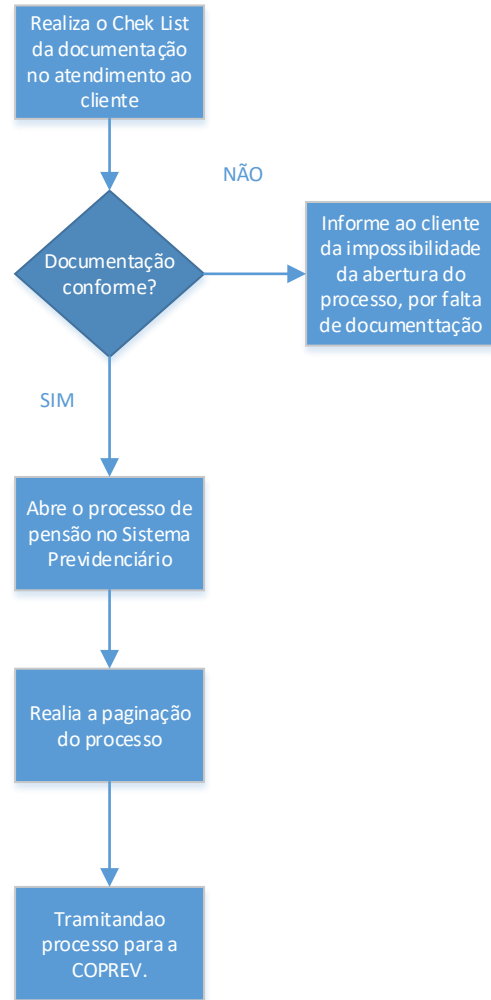 Realiza o Chek List
da documentação
no atendimento ao
cliente
NÃO
Documentação
conforme?
Informe ao cliente
da impossibilidade
da abertura do
processo, por falta
de documenttação
SIM
Abre o processo de
pensão no Sistema
Previdenciário
Realia a paginação
do processo
Tramitandao
processo para a
COPREV.